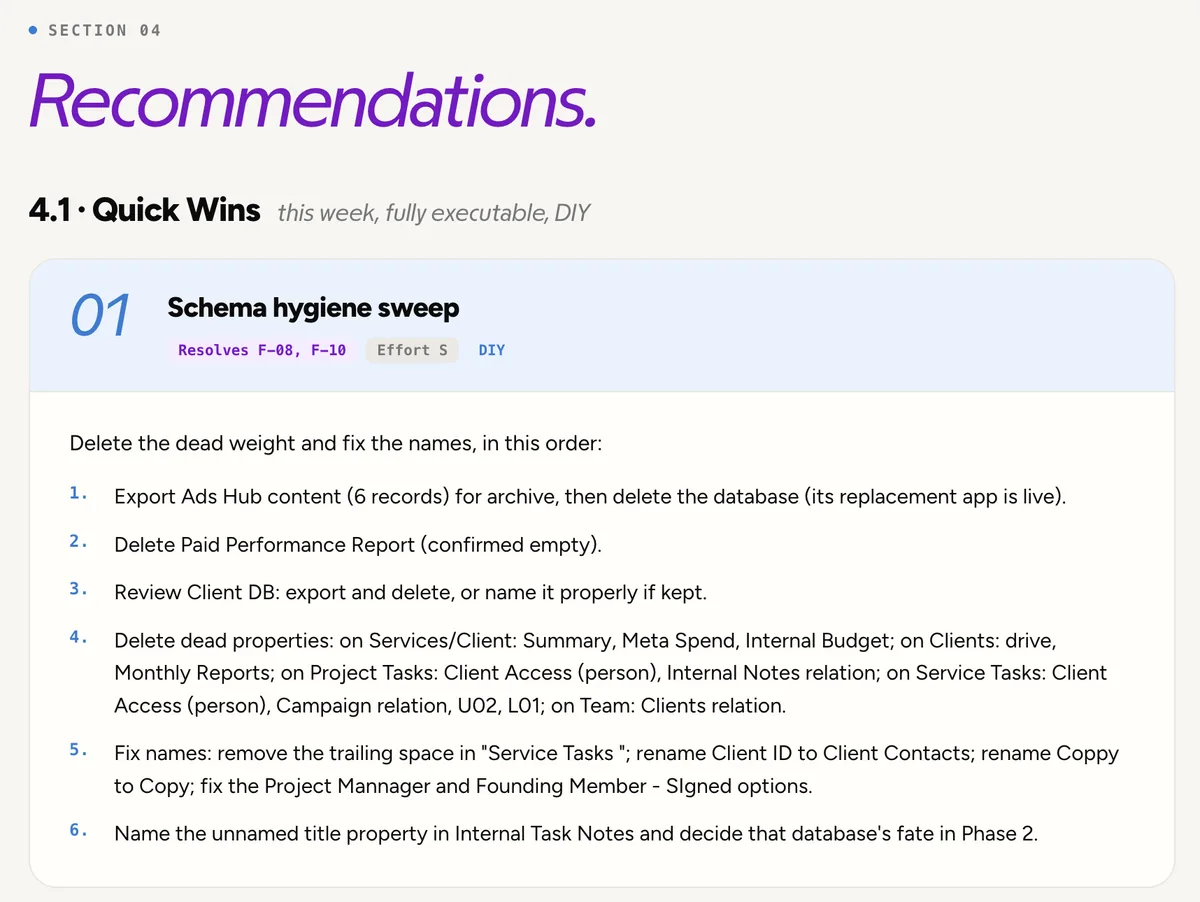 SECTION 04
Recommendations.
4.1 · Quick Wins this week, fully executable, DIY
01
Schema hygiene sweep
Resolves F-08, F-10 Effort S DIY
Delete the dead weight and fix the names, in this order:
1. Export Ads Hub content (6 records) for archive, then delete the database (its replacement app is live).
2. Delete Paid Performance Report (confirmed empty).
3. Review Client DB: export and delete, or name it properly if kept.
4. Delete dead properties: on Services/Client: Summary, Meta Spend, Internal Budget; on Clients: drive,
Monthly Reports; on Project Tasks: Client Access (person), Internal Notes relation; on Service Tasks: Client
Access (person), Campaign relation, U02, L01; on Team: Clients relation.
5. Fix names: remove the trailing space in "Service Tasks "; rename Client ID to Client Contacts; rename Coppy
to Copy; fix the Project Mannager and Founding Member - SIgned options.
6. Name the unnamed title property in Internal Task Notes and decide that database's fate in Phase 2.